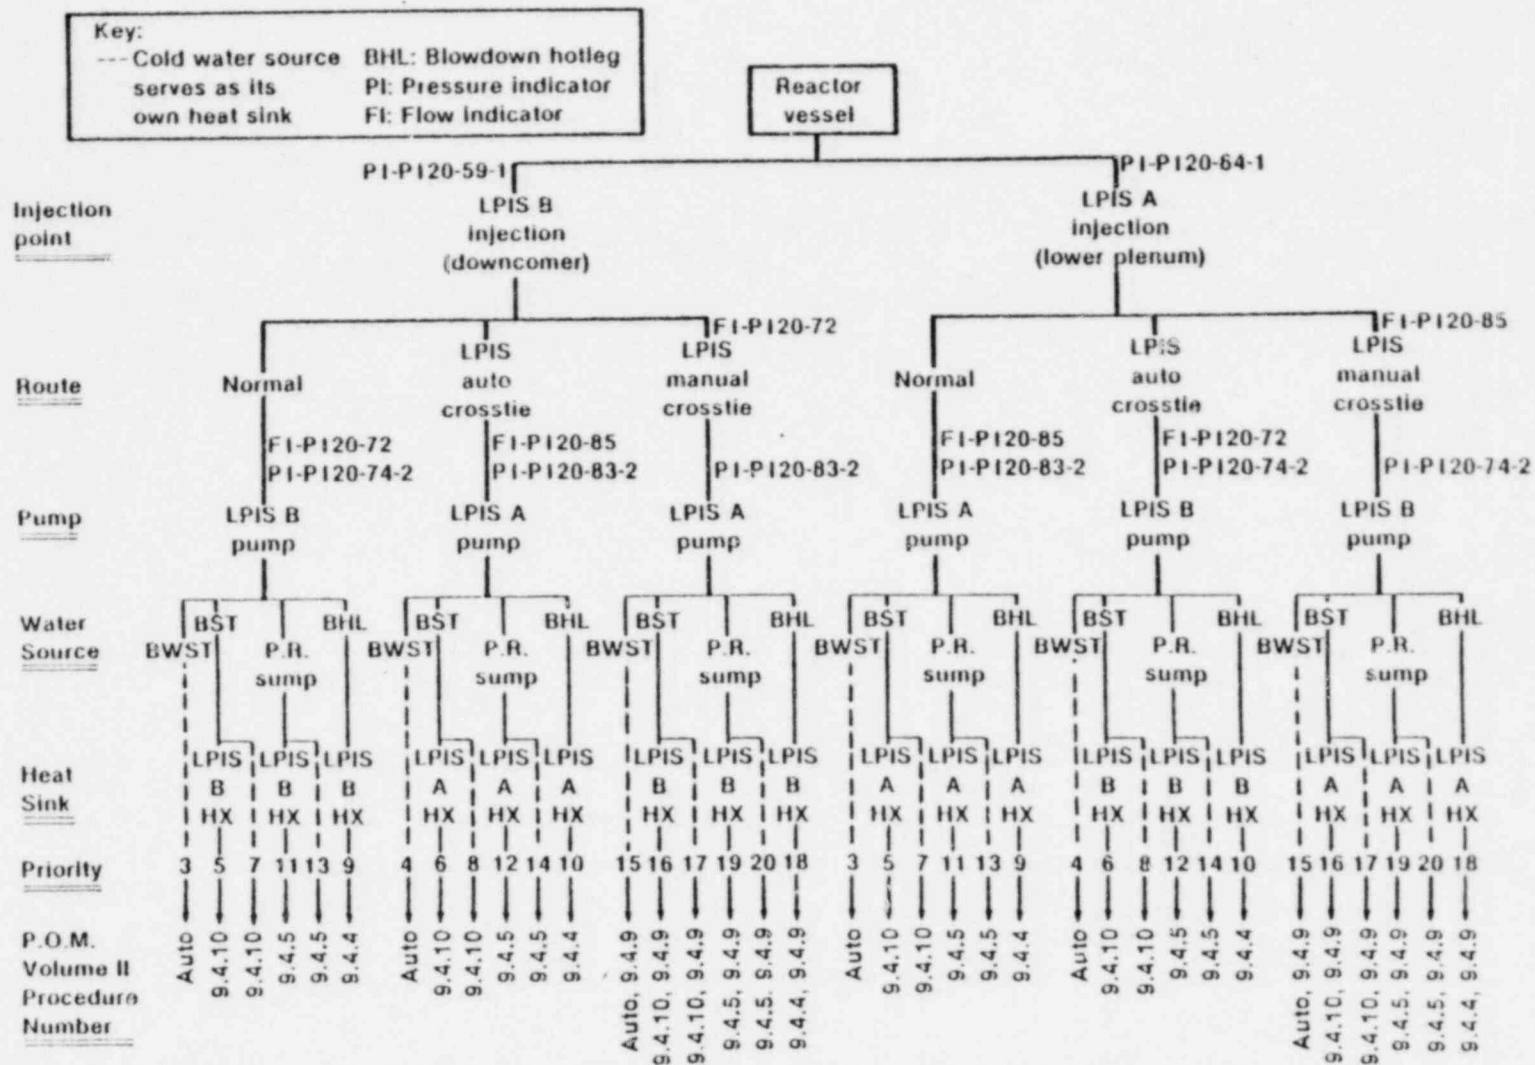 Key:
--- Cold water source BHL: Blowdown hotleg
serves as its PI: Pressure indicator
own heat sink FI: Flow indicator
Reactor
vessel
PI-P120-59-1 PI-P120-64-1
Injection
point
LPIS B
injection
(downcomer)
LPIS A
injection
(lower plenum)
FI-P120-72 FI-P120-85
Route
Normal
LPIS
auto
crosstie
LPIS
manual
crosstie
Normal
LPIS
auto
crosstie
LPIS
manual
crosstie
FI-P120-72
PI-P120-74-2
FI-P120-85
PI-P120-83-2
PI-P120-83-2
FI-P120-85
PI-P120-83-2
FI-P120-72
PI-P120-74-2
PI-P120-74-2
Pump
LPIS B
pump
LPIS A
pump
LPIS A
pump
LPIS A
pump
LPIS B
pump
LPIS B
pump
Water
Source
BWST
BST
P.R.
sump
BHL
BWST
BST
P.R.
sump
BHL
BWST
BST
P.R.
sump
BHL
BWST
BST
P.R.
sump
BHL
BWST
BST
P.R.
sump
BHL
BWST
BST
P.R.
sump
BHL
Heat
Sink
LPIS LPIS LPIS LPIS LPIS LPIS LPIS LPIS LPIS LPIS LPIS LPIS LPIS LPIS LPIS LPIS LPIS LPIS
B B B A A A B B B A A A B B B A A A
HX HX HX HX HX HX HX HX HX HX HX HX HX HX HX HX HX HX
Priority
3 5 7 11 13 9 4 6 8 12 14 10 15 16 17 19 20 18 3 5 7 11 13 9 4 6 8 12 14 10 15 16 17 19 20 18
P.O.M.
Volume II
Procedure
Number
Auto
9.4.10
9.4.10
9.4.5
9.4.5
9.4.4
Auto
9.4.10
9.4.10
9.4.5
9.4.5
9.4.4
Auto, 9.4.9
9.4.10, 9.4.9
9.4.10, 9.4.9
9.4.5, 9.4.9
9.4.5, 9.4.9
9.4.4, 9.4.9
Auto
9.4.10
9.4.10
9.4.5
9.4.5
9.4.4
Auto
9.4.10
9.4.10
9.4.5
9.4.5
9.4.4
Auto, 9.4.9
9.4.10, 9.4.9
9.4.10, 9.4.9
9.4.5, 9.4.9
9.4.5, 9.4.9
9.4.4, 9.4.9